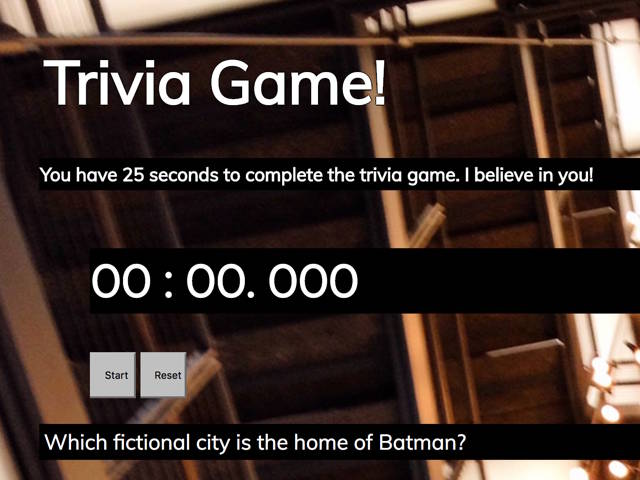 Trivia Game!
You have 25 seconds to complete the trivia game. I believe in you!
00 : 00. 000
Start Reset
Which fictional city is the home of Batman?